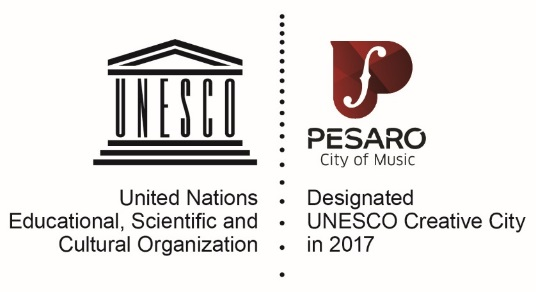 UNESCO
United Nations
Educational, Scientific and
Cultural Organization
PESARO
City of Music
Designated
UNESCO Creative City
in 2017